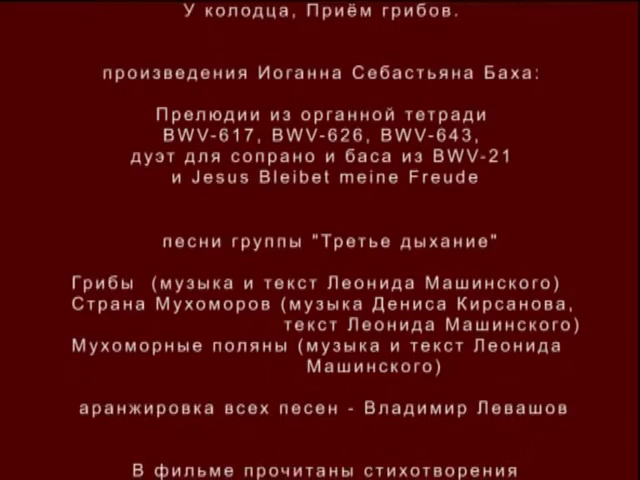 У колодца, Приём грибов.
произведения Иоганна Себастьяна Баха:
Прелюдии из органной тетради
BWV-617, BWV-626, BWV-643,
дуэт для сопрано и баса из BWV-21
и Jesus Bleibet meine Freude
песни группы "Третье дыхание"
Грибы (музыка и текст Леонида Машинского)
Страна Мухоморов (музыка Дениса Кирсанова,
текст Леонида Машинского)
Мухоморные поляны (музыка и текст Леонида
Машинского)
аранжировка всех песен - Владимир Левашов
В фильме прочитаны стихотворения